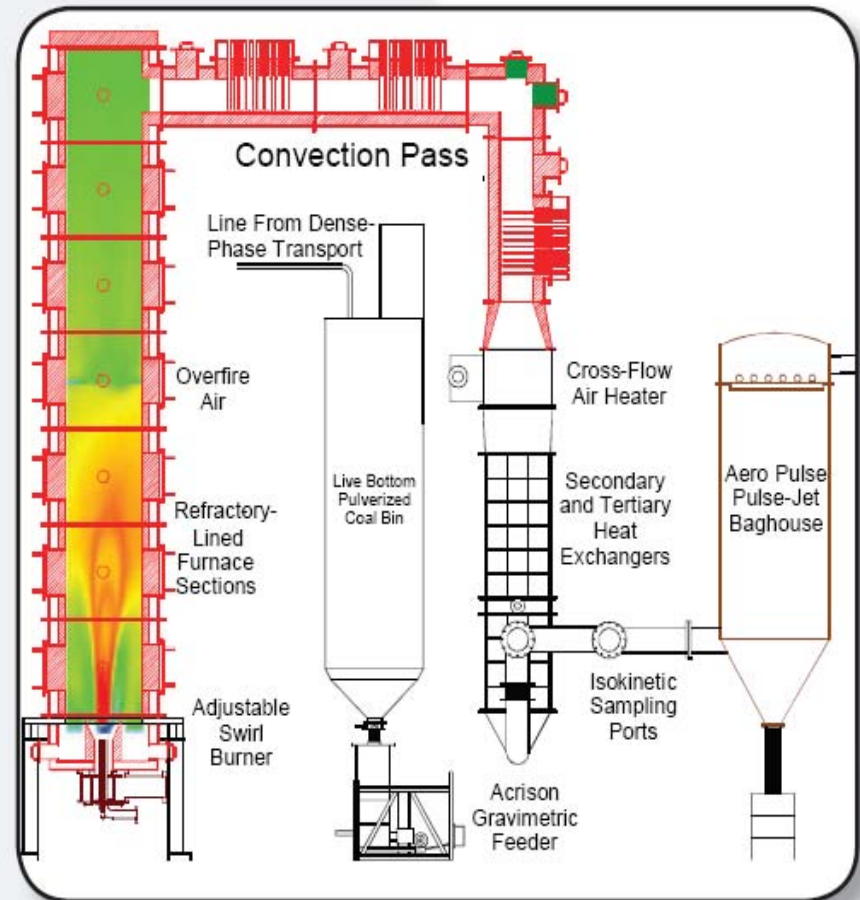 Convection Pass
Line From Dense-
Phase Transport
Overfire
Air
Cross-Flow
Air Heater
Live Bottom
Pulverized
Coal Bin
Secondary
and Tertiary
Heat
Exchangers
Aero Pulse
Pulse-Jet
Baghouse
Refractory-
Lined
Furnace
Sections
Adjustable
Swirl
Burner
Isokinetic
Sampling
Ports
Acrison
Gravimetric
Feeder